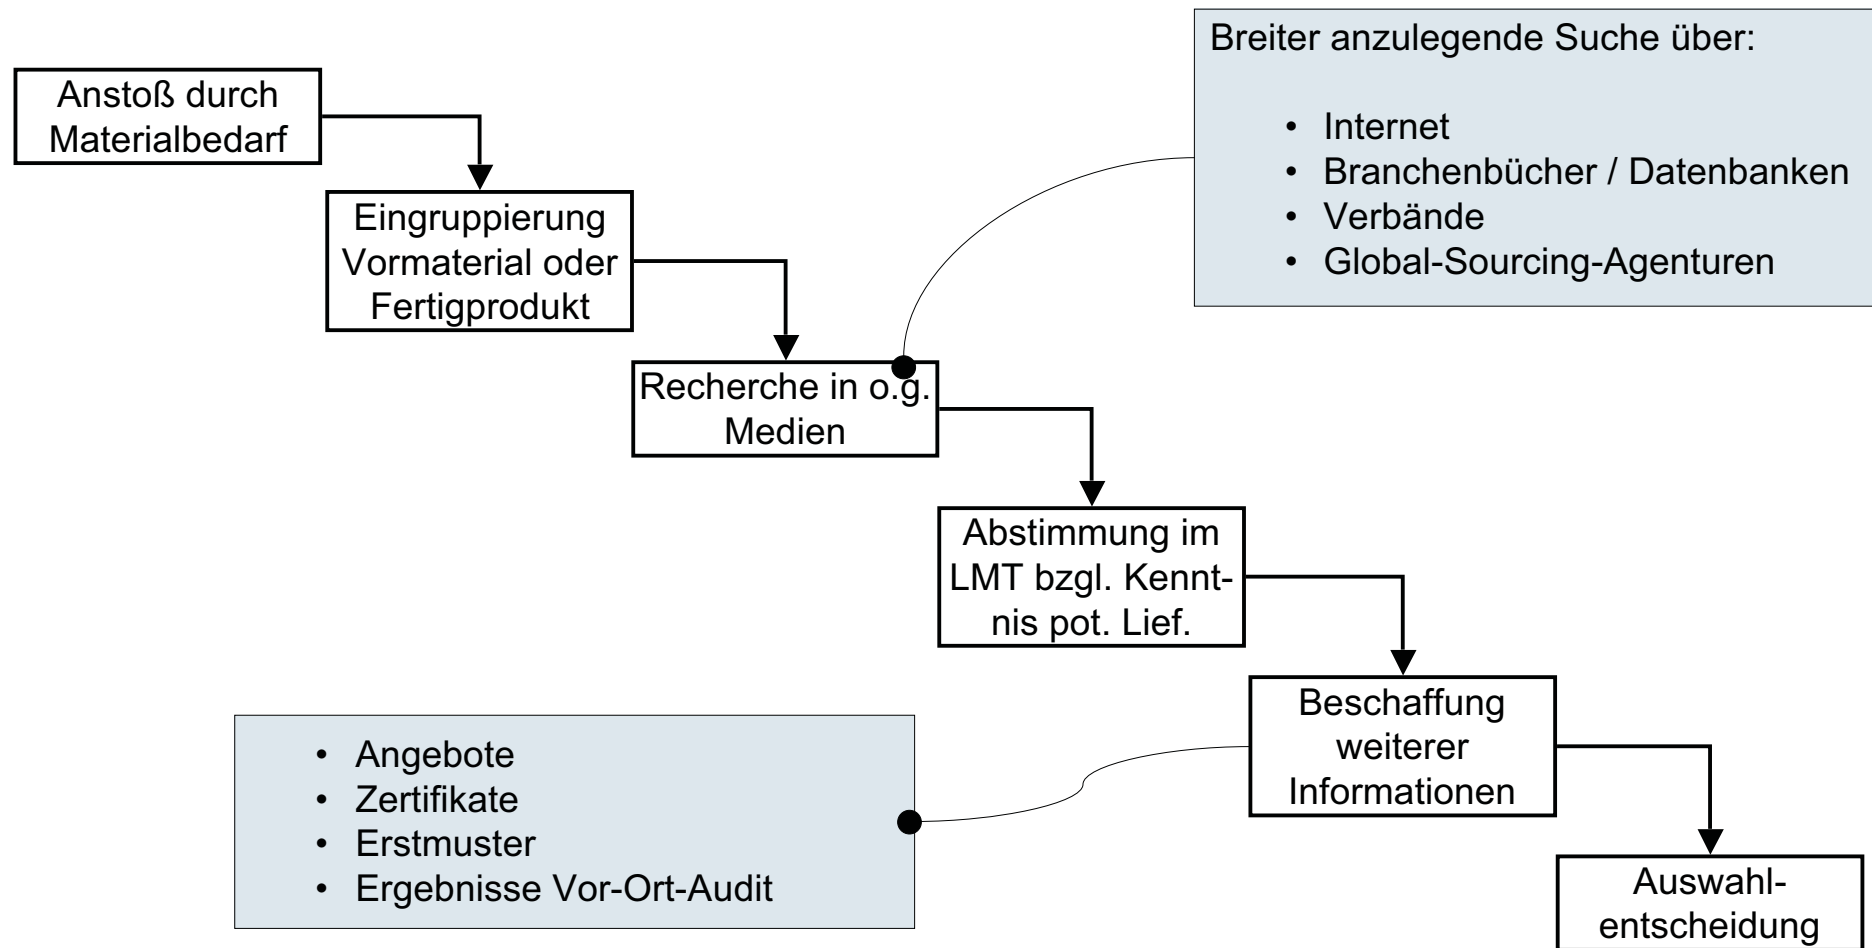 Breiter anzulegende Suche über:
• Internet
• Branchenbücher / Datenbanken
• Verbände
• Global-Sourcing-Agenturen
Anstoß durch
Materialbedarf
Eingruppierung
Vormaterial oder
Fertigprodukt
Recherche in o.g.
Medien
Abstimmung im
LMT bzgl. Kennt-
nis pot. Lief.
Beschaffung
weiterer
Informationen
• Angebote
• Zertifikate
• Erstmuster
• Ergebnisse Vor-Ort-Audit
Auswahl-
entscheidung